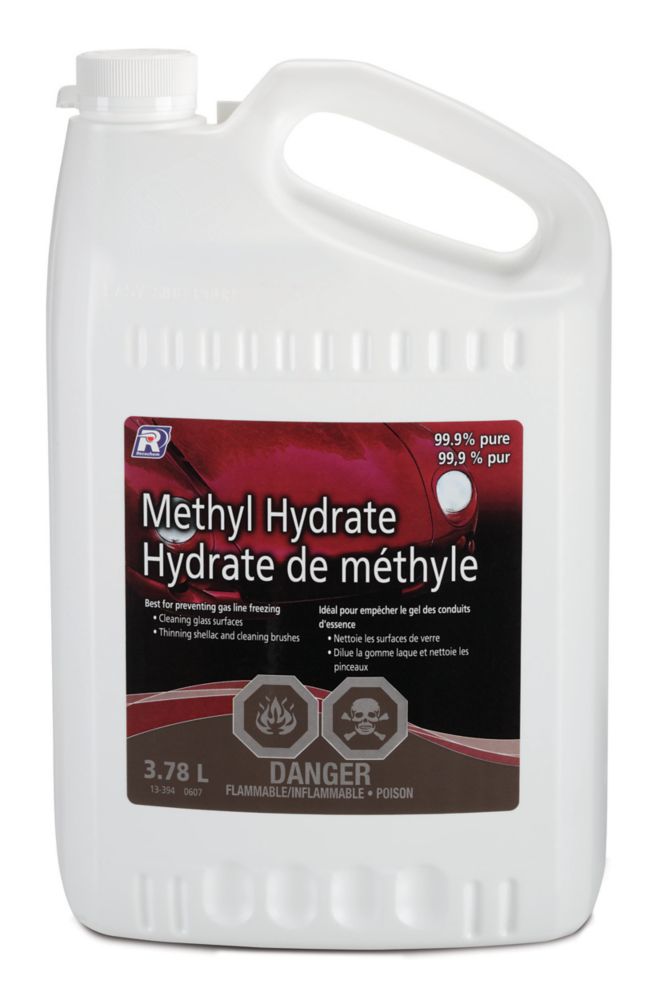 R
Recochem
99.9% pure
99,9 % pur
Methyl Hydrate
Hydrate de méthyle
Best for preventing gas line freezing
• Cleaning glass surfaces
• Thinning shellac and cleaning brushes
Idéal pour empêcher le gel des conduits
d'essence
• Nettoie les surfaces de verre
• Dilue la gomme laque et nettoie les
pinceaux
3.78 L
13-394 0607
DANGER
FLAMMABLE/INFLAMMABLE • POISON